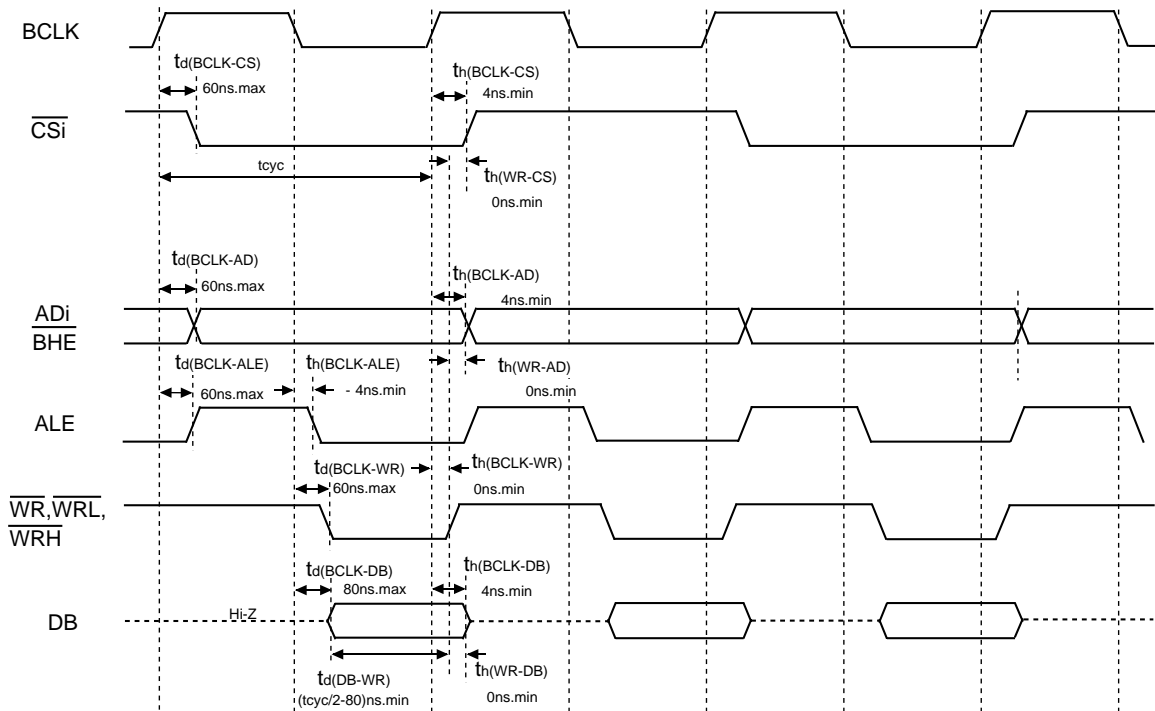 BCLK
td(BCLK-CS)
60ns.max
th(BCLK-CS)
4ns.min
CSi
tcyc
th(WR-CS)
0ns.min
td(BCLK-AD)
60ns.max
th(BCLK-AD)
4ns.min
ADi
BHE
td(BCLK-ALE)
60ns.max
th(BCLK-ALE)
- 4ns.min
th(WR-AD)
0ns.min
ALE
td(BCLK-WR)
60ns.max
th(BCLK-WR)
0ns.min
WR,WRL,
WRH
td(BCLK-DB)
80ns.max
th(BCLK-DB)
4ns.min
DB
Hi-Z
td(DB-WR)
(tcyc/2-80)ns.min
th(WR-DB)
0ns.min